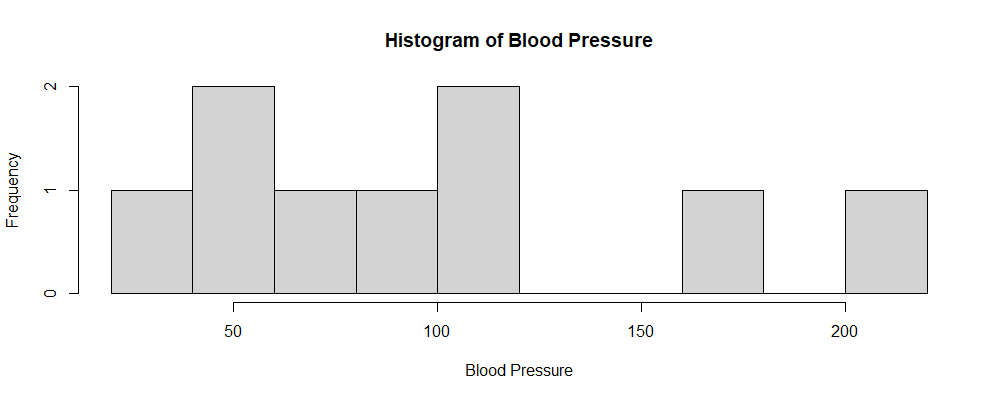 Histogram of Blood Pressure
Frequency
2
1
0
50 100 150 200
Blood Pressure